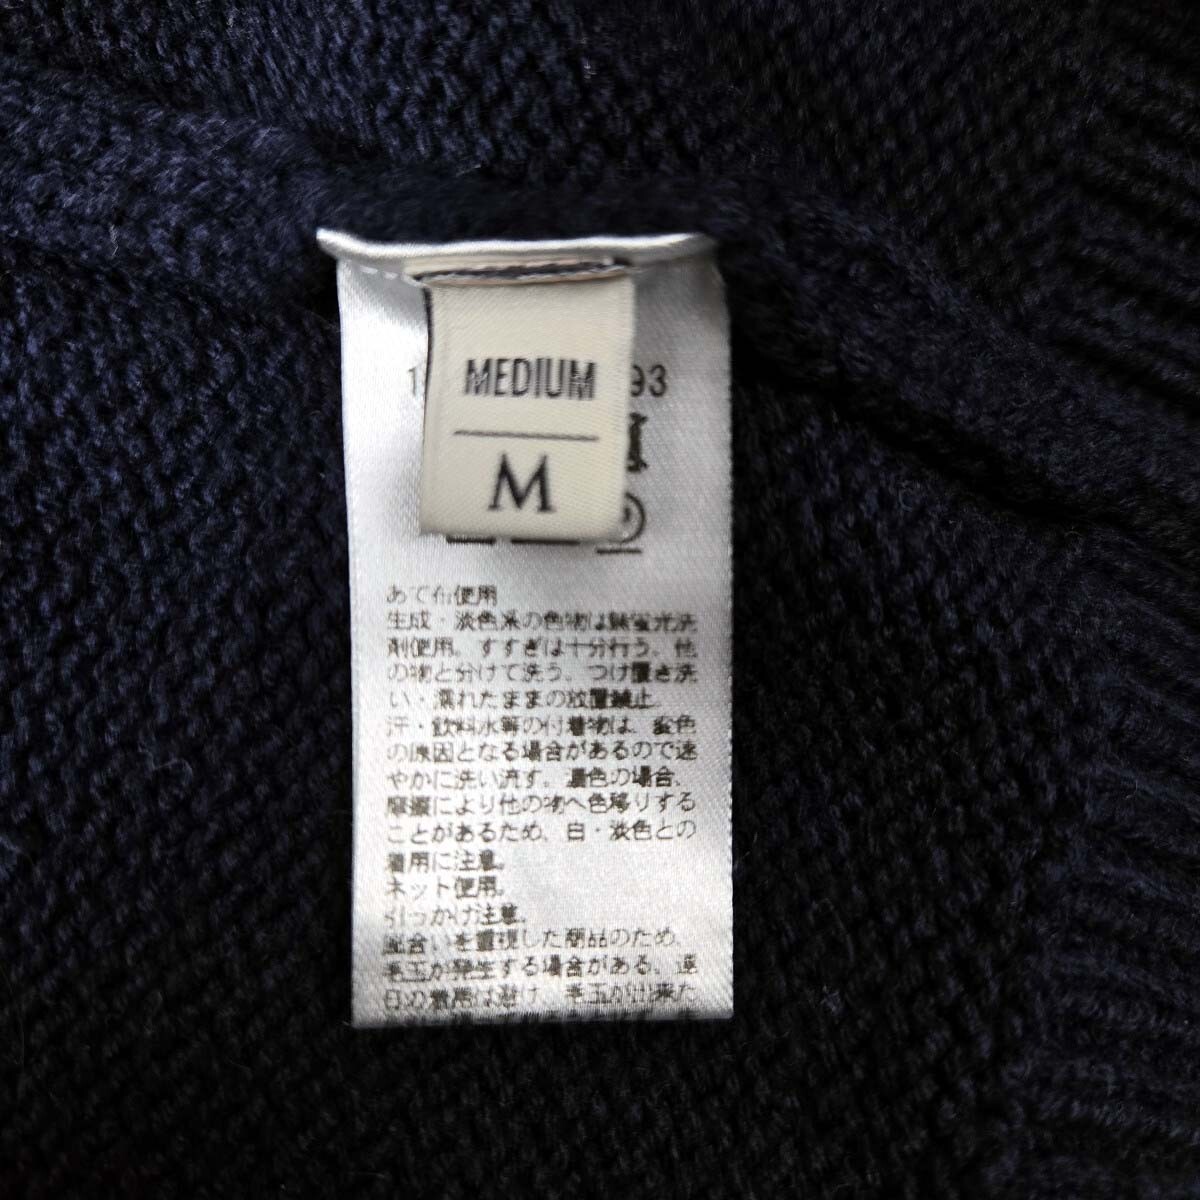 MEDIUM
93
M
あて布使用
生成・淡色系の色物は無蛍光洗
剤使用。すすぎは十分行う。他
の物と分けて洗う。つけ置き洗
い・濡れたままの放置禁止。
汗・飲料水等の付着物は、変色
の原因となる場合があるので速
やかに洗い流す。濃色の場合、
摩擦により他の物へ色移りする
ことがあるため、白・淡色との
着用に注意。
ネット使用。
引っかけ注意。
風合いを重視した商品のため、
毛玉が発生する場合がある。連
日の着用は避け、毛玉が出来た